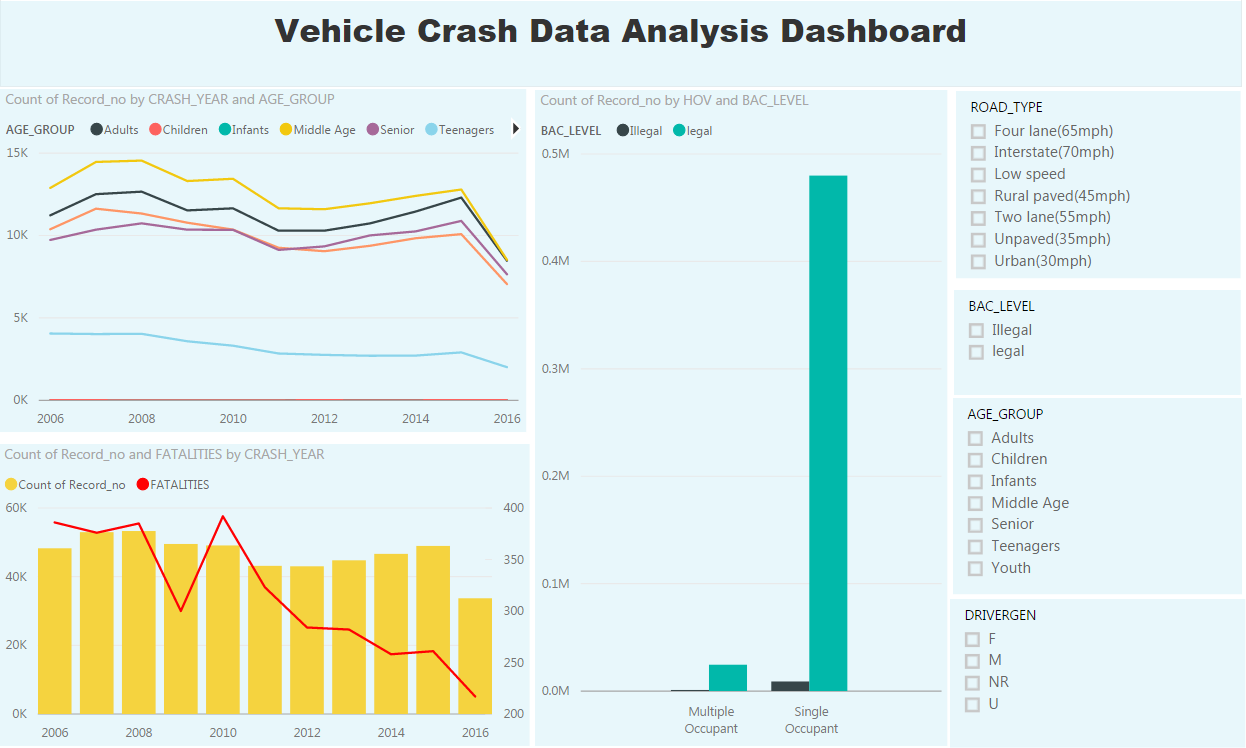 Vehicle Crash Data Analysis Dashboard
Count of Record_no by CRASH_YEAR and AGE_GROUP
AGE_GROUP Adults Children Infants Middle Age Senior Teenagers
15K
10K
5K
0K
2006 2008 2010 2012 2014 2016
Count of Record_no and FATALITIES by CRASH_YEAR
Count of Record_no FATALITIES
60K
40K
20K
0K
400
350
300
250
200
2006 2008 2010 2012 2014 2016
Count of Record_no by HOV and BAC_LEVEL
BAC_LEVEL Illegal legal
0.5M
0.4M
0.3M
0.2M
0.1M
0.0M
Multiple
Occupant
Single
Occupant
ROAD_TYPE
Four lane(65mph)
Interstate(70mph)
Low speed
Rural paved(45mph)
Two lane(55mph)
Unpaved(35mph)
Urban(30mph)
BAC_LEVEL
Illegal
legal
AGE_GROUP
Adults
Children
Infants
Middle Age
Senior
Teenagers
Youth
DRIVERGEN
F
M
NR
U